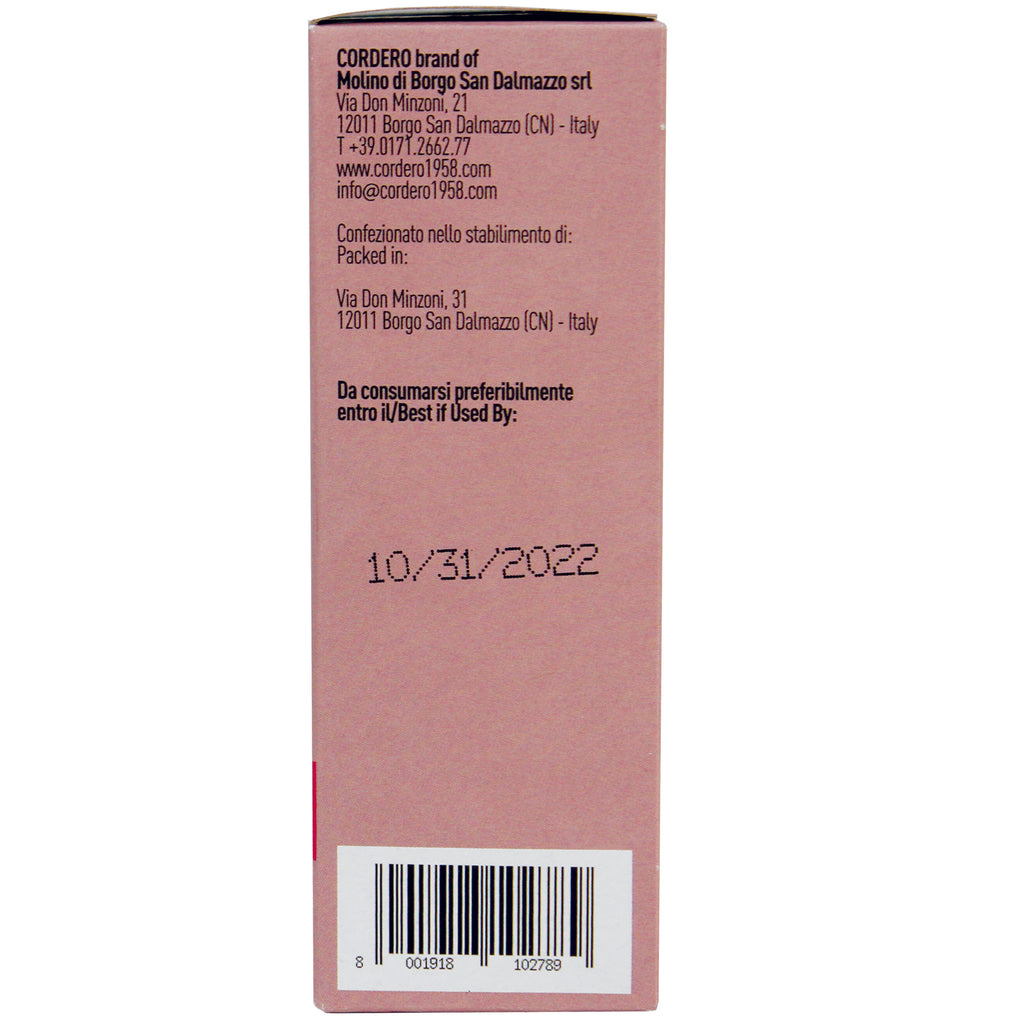 CORDERO brand of
Molino di Borgo San Dalmazzo srl
Via Don Minzoni, 21
12011 Borgo San Dalmazzo (CN) - Italy
T +39.0171.2662.77
www.cordero1958.com
info@cordero1958.com
Confezionato nello stabilimento di:
Packed in:
Via Don Minzoni, 31
12011 Borgo San Dalmazzo (CN) - Italy
Da consumarsi preferibilmente
entro il/Best if Used By:
10/31/2022
8 001918 102789